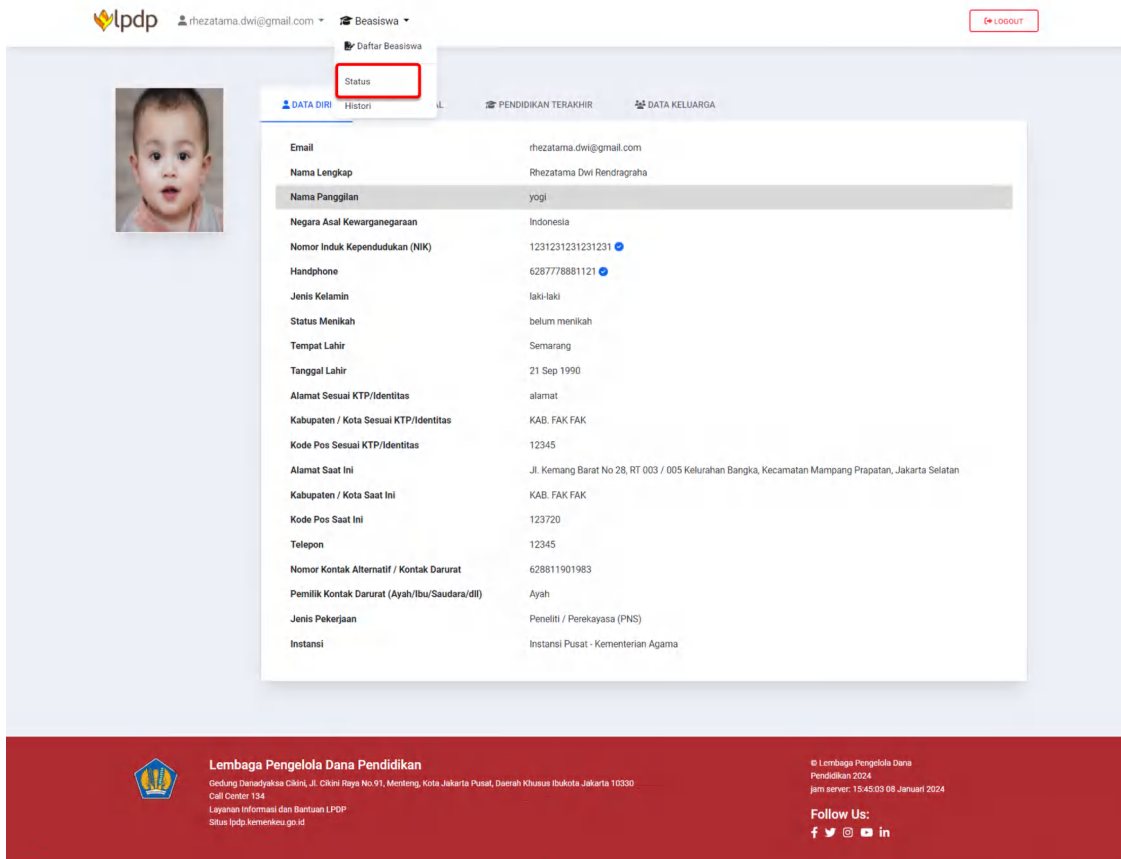 lpdp rhezatama.dwi@gmail.com Beasiswa LOGOUT
Daftar Beasiswa
Status
Histori
DATA DIRI AL PENDIDIKAN TERAKHIR DATA KELUARGA
Email rhezatama.dwi@gmail.com
Nama Lengkap Rhezatama Dwi Rendragraha
Nama Panggilan yogi
Negara Asal Kewarganegaraan Indonesia
Nomor Induk Kependudukan (NIK) 1231231231231231
Handphone 6287778881121
Jenis Kelamin laki-laki
Status Menikah belum menikah
Tempat Lahir Semarang
Tanggal Lahir 21 Sep 1990
Alamat Sesuai KTP/Identitas alamat
Kabupaten / Kota Sesuai KTP/Identitas KAB. FAK FAK
Kode Pos Sesuai KTP/Identitas 12345
Alamat Saat Ini Jl. Kemang Barat No 28, RT 003 / 005 Kelurahan Bangka, Kecamatan Mampang Prapatan, Jakarta Selatan
Kabupaten / Kota Saat Ini KAB. FAK FAK
Kode Pos Saat Ini 123720
Telepon 12345
Nomor Kontak Alternatif / Kontak Darurat 628811901983
Pemilik Kontak Darurat (Ayah/Ibu/Saudara/dll) Ayah
Jenis Pekerjaan Peneliti / Perekayasa (PNS)
Instansi Instansi Pusat - Kementerian Agama
Lembaga Pengelola Dana Pendidikan
Gedung Danadyaksa Cikini, Jl. Cikini Raya No.91, Menteng, Kota Jakarta Pusat, Daerah Khusus Ibukota Jakarta 10330
Call Center 134
Layanan Informasi dan Bantuan LPDP
Situs lpdp.kemenkeu.go.id
© Lembaga Pengelola Dana
Pendidikan 2024
jam server: 15:45:03 08 Januari 2024
Follow Us: